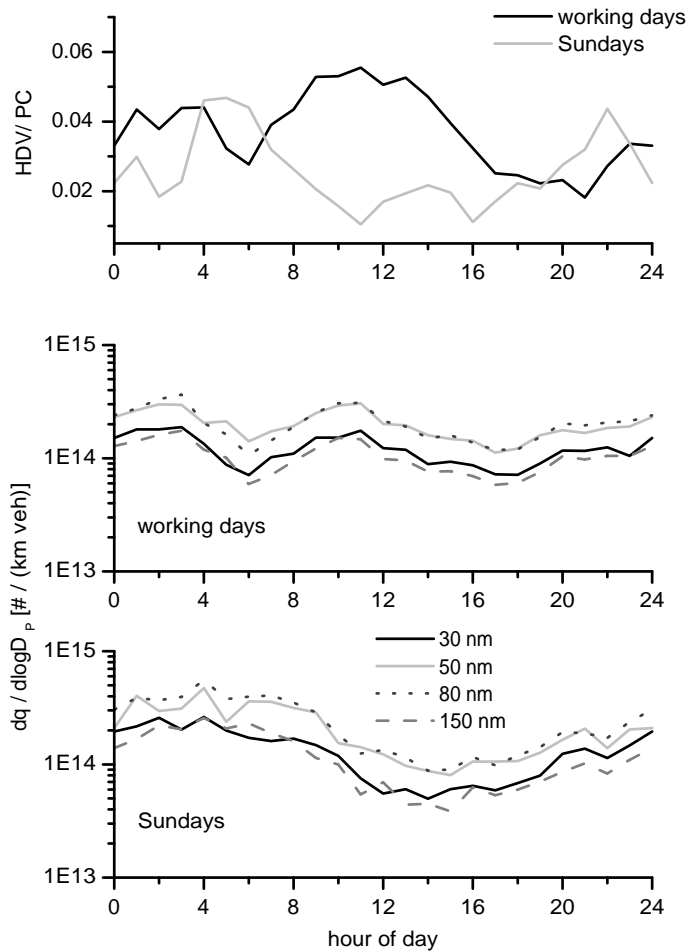 working days
Sundays
0.06
0.04
0.02
HDV/ PC
0 4 8 12 16 20 24
1E15
1E14
1E13
working days
0 4 8 12 16 20 24
dq / dlogD_P [# / (km veh)]
30 nm
50 nm
80 nm
150 nm
1E15
1E14
1E13
Sundays
0 4 8 12 16 20 24
hour of day